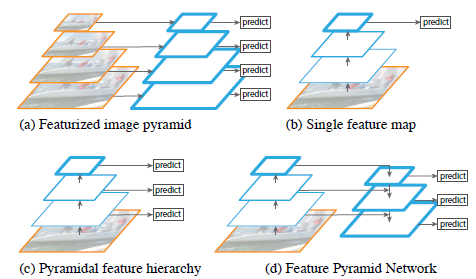 predict
predict
predict
predict
(a) Featurized image pyramid
predict
(b) Single feature map
predict
predict
predict
(c) Pyramidal feature hierarchy
predict
predict
predict
(d) Feature Pyramid Network